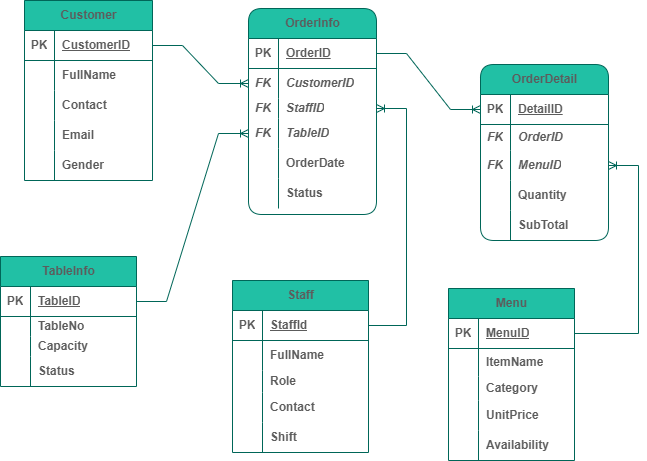 Customer
PK CustomerID
FullName
Contact
Email
Gender
OrderInfo
PK OrderID
FK CustomerID
FK StaffID
FK TableID
OrderDate
Status
OrderDetail
PK DetailID
FK OrderID
FK MenuID
Quantity
SubTotal
TableInfo
PK TableID
TableNo
Capacity
Status
Staff
PK StaffId
FullName
Role
Contact
Shift
Menu
PK MenuID
ItemName
Category
UnitPrice
Availability